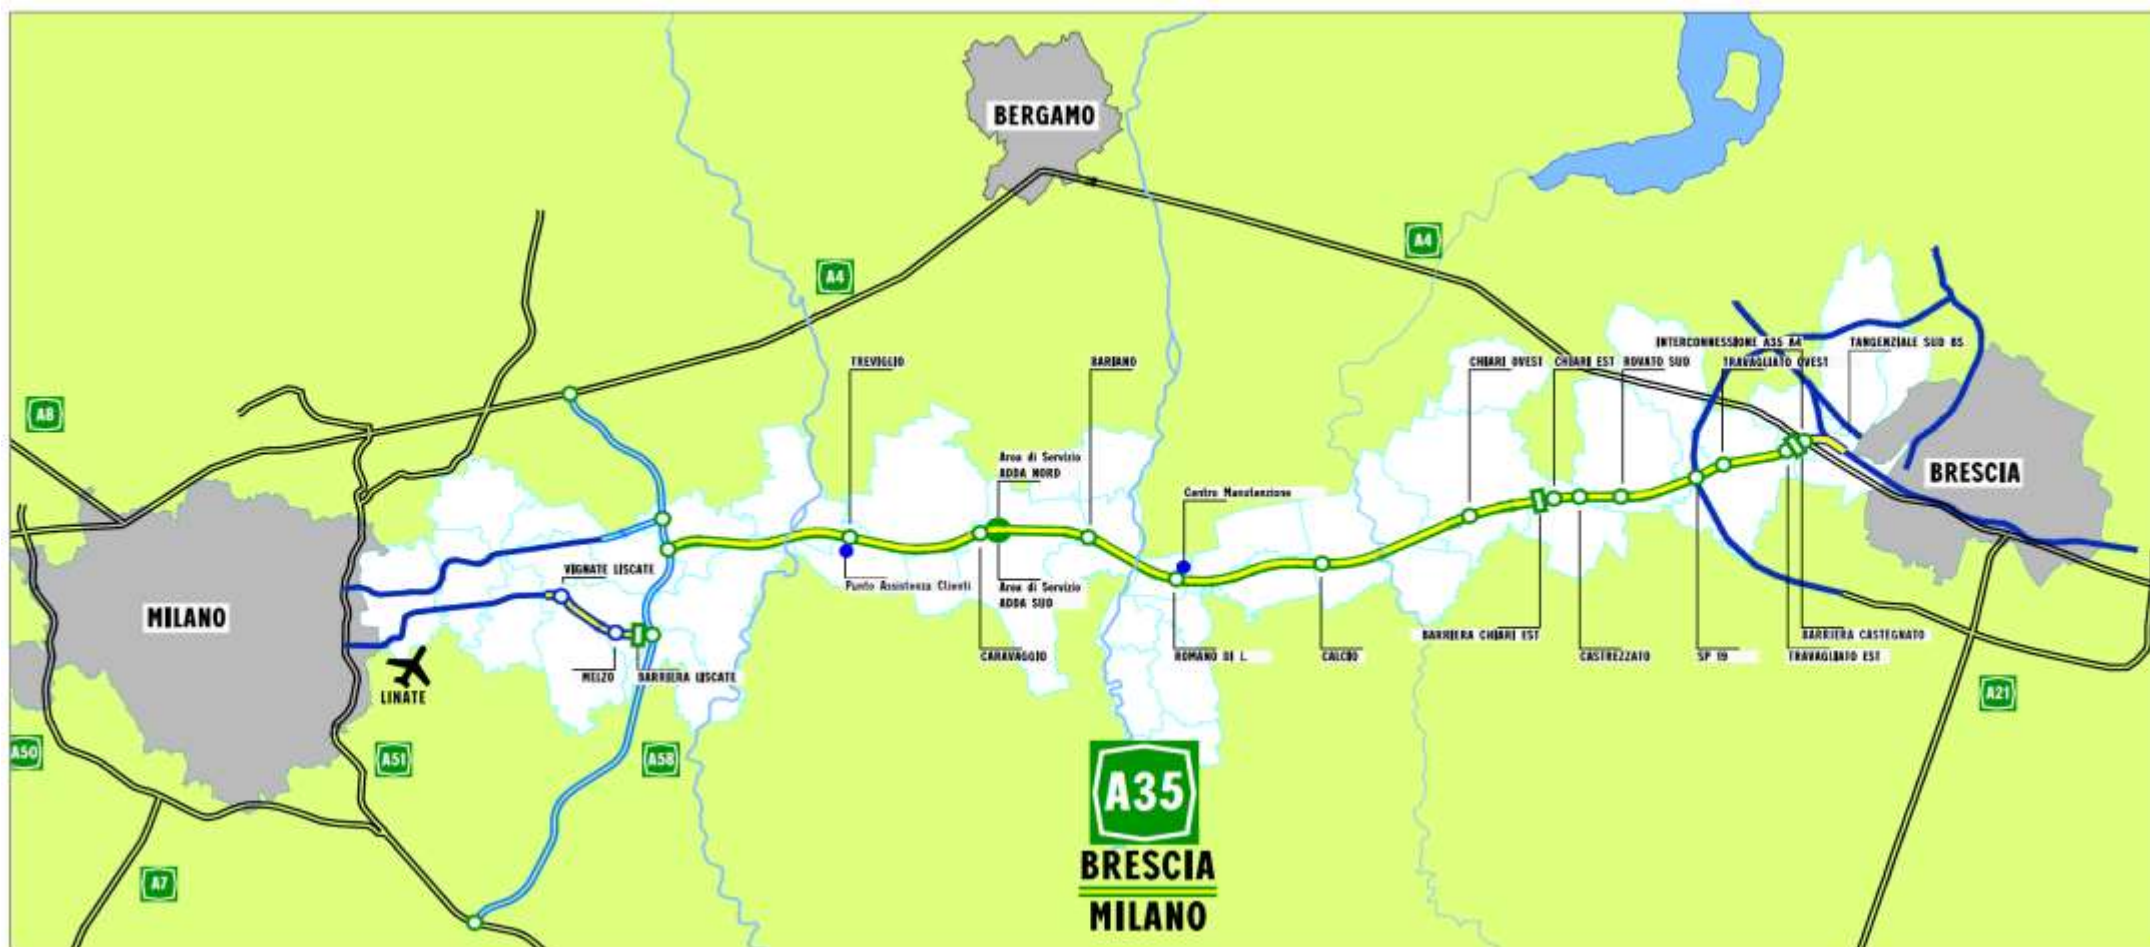 BERGAMO
A4
A4
A8
INTERCONNESSIONE A35 A4
TANGENZIALE SUD BS
TREVIGLIO
BARIANO
CHIARI OVEST
CHIARI EST
ROVATO SUD
TRAVAGLIATO OVEST
Area di Servizio
ADDA NORD
BRESCIA
Centro Manutenzione
VIGNATE LISCATE
Punto Assistenza Clienti
Area di Servizio
ADDA SUD
MILANO
BARRIERA CHIARI EST
BARRIERA CASTEGNATO
CARAVAGGIO
ROMANO DI L.
CALCIO
CASTREZZATO
SP 19
TRAVAGLIATO EST
MELZO
BARRIERA LISCATE
LINATE
A21
A50
A51
A58
A35
BRESCIA
MILANO
A7